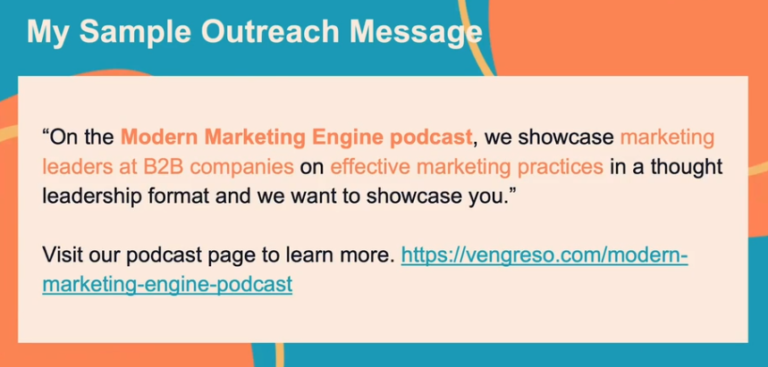 My Sample Outreach Message
“On the Modern Marketing Engine podcast, we showcase marketing
leaders at B2B companies on effective marketing practices in a thought
leadership format and we want to showcase you.”
Visit our podcast page to learn more. https://vengreso.com/modern-
marketing-engine-podcast